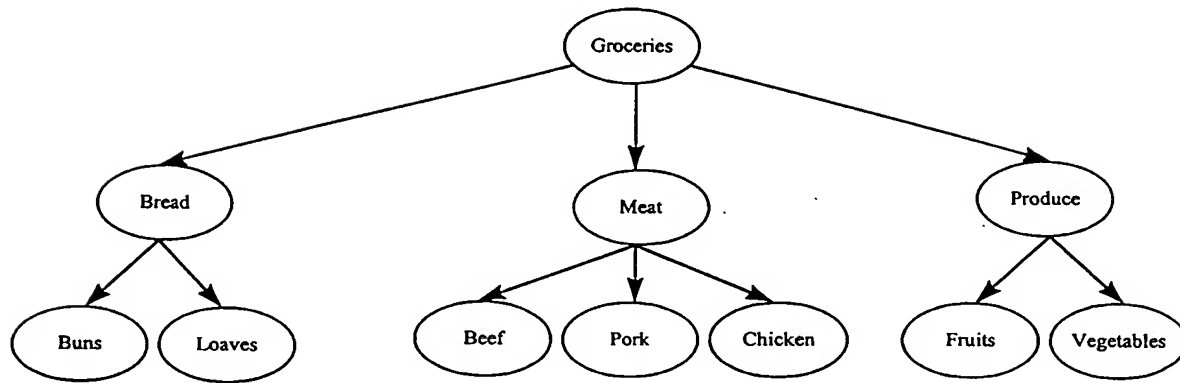 Groceries
Bread
Meat
Produce
Buns
Loaves
Beef
Pork
Chicken
Fruits
Vegetables